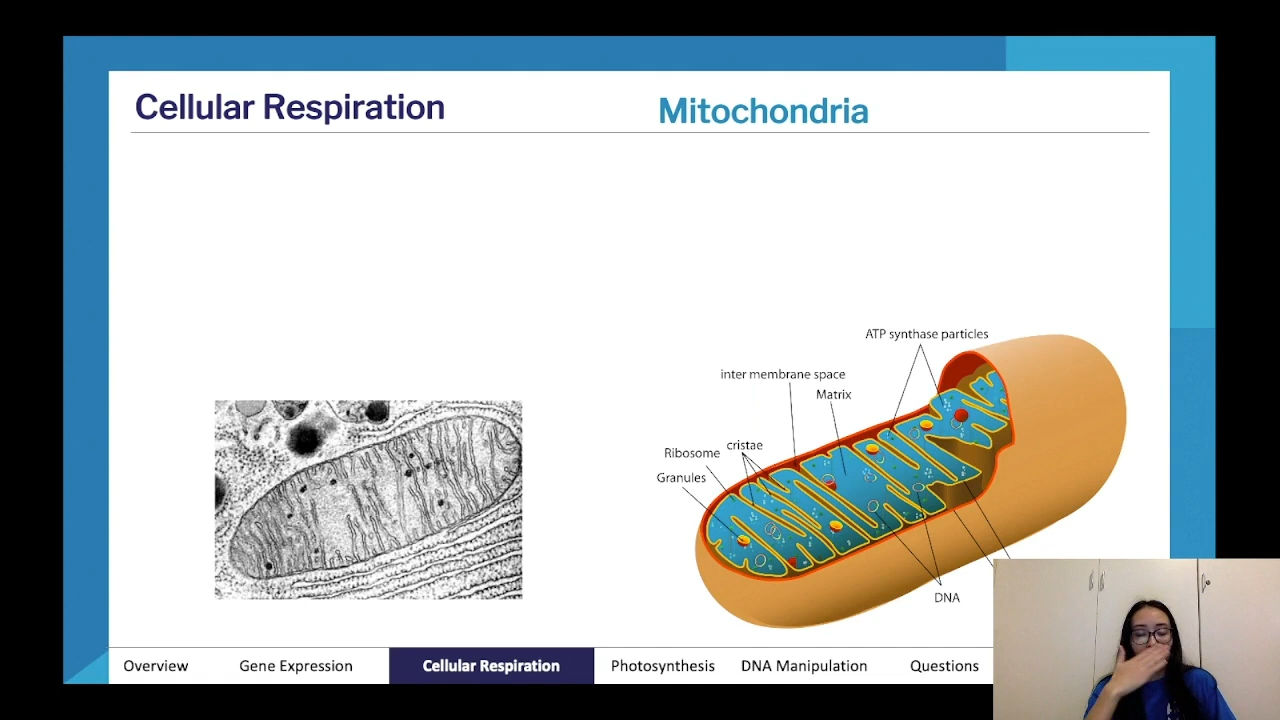 Cellular Respiration
Mitochondria
ATP synthase particles
inter membrane space
Matrix
cristae
Ribosome
Granules
DNA
Overview
Gene Expression
Cellular Respiration
Photosynthesis
DNA Manipulation
Questions